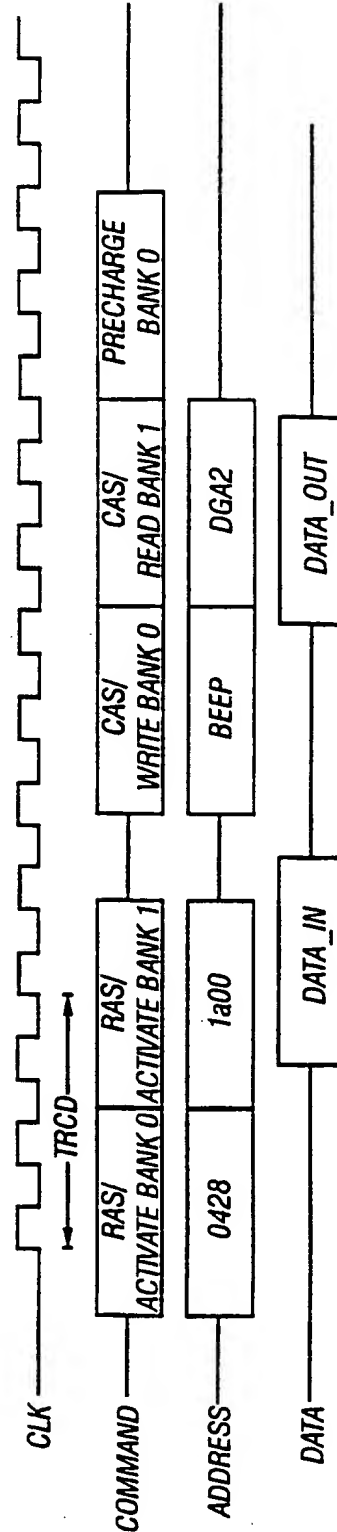 CLK
TRCD
COMMAND
RAS/
ACTIVATE BANK 0
RAS/
ACTIVATE BANK 1
CAS/
WRITE BANK 0
CAS/
READ BANK 1
PRECHARGE
BANK 0
ADDRESS
0428
1a00
BEEP
DGA2
DATA
DATA_IN
DATA_OUT